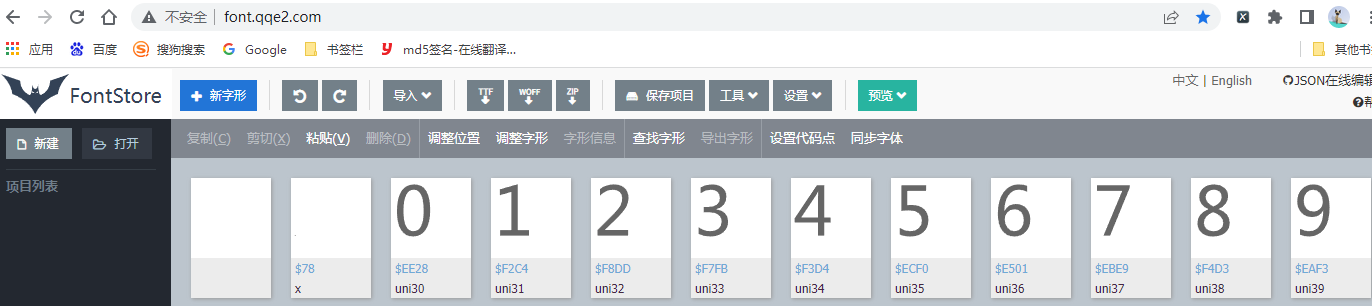 不安全 font.qqe2.com
应用 百度 搜狗搜索 Google 书签栏 md5签名-在线翻译... 其他书
FontStore
新字形 导入 TTF WOFF ZIP 保存项目 工具 设置 预览
中文 | English JSON在线编辑
新建 打开
项目列表
复制(C) 剪切(X) 粘贴(V) 删除(D) 调整位置 调整字形 字形信息 查找字形 导出字形 设置代码点 同步字体
0 1 2 3 4 5 6 7 8 9
$78 $EE28 $F2C4 $F8DD $F7FB $F3D4 $ECF0 $E501 $EBE9 $F4D3 $EAF3
x uni30 uni31 uni32 uni33 uni34 uni35 uni36 uni37 uni38 uni39